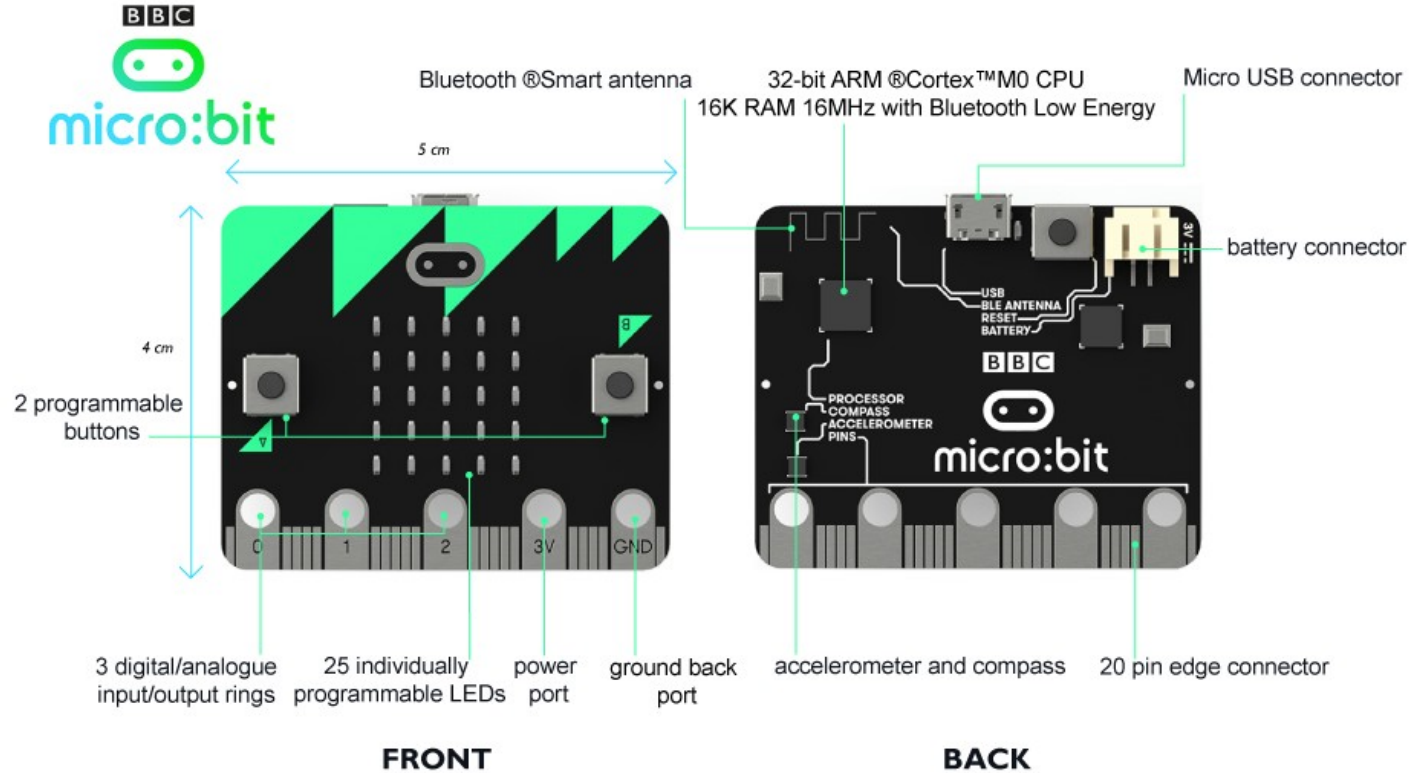 BBC
micro:bit
Bluetooth ®Smart antenna
32-bit ARM ®Cortex™M0 CPU
16K RAM 16MHz with Bluetooth Low Energy
Micro USB connector
5 cm
4 cm
battery connector
3V
USB
BLE ANTENNA
RESET
BATTERY
B
BBC
2 programmable
buttons
A
PROCESSOR
COMPASS
ACCELEROMETER
PINS
micro:bit
0
1
2
3V
GND
3 digital/analogue
input/output rings
25 individually
programmable LEDs
power
port
ground back
port
accelerometer and compass
20 pin edge connector
FRONT
BACK